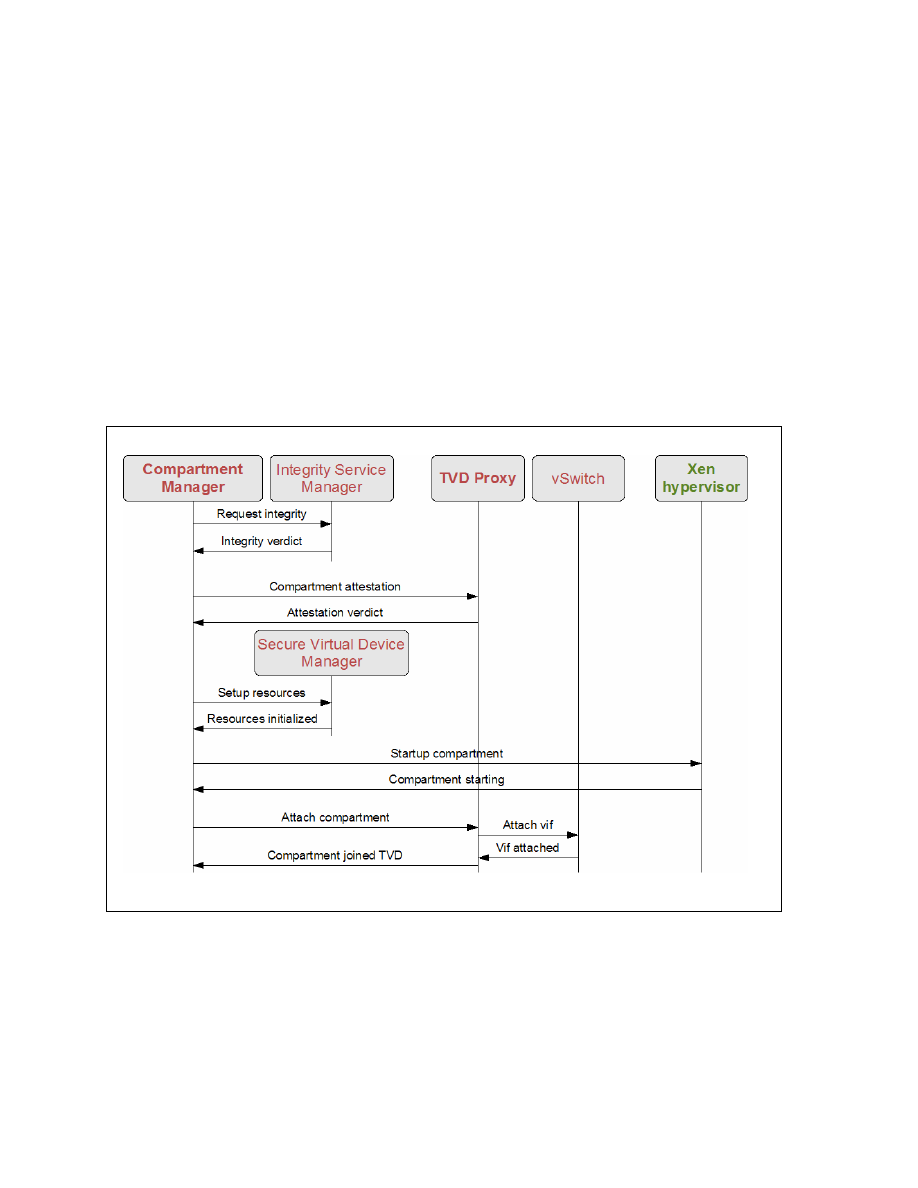 Compartment
Manager
Integrity Service
Manager
TVD Proxy
vSwitch
Xen
hypervisor
Request integrity
Integrity verdict
Compartment attestation
Attestation verdict
Secure Virtual Device
Manager
Setup resources
Resources initialized
Startup compartment
Compartment starting
Attach compartment
Attach vif
Vif attached
Compartment joined TVD